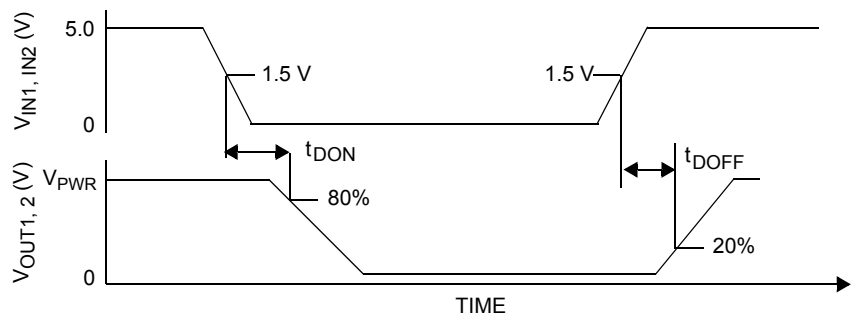 V_IN1, IN2 (V)
5.0
0
1.5 V
1.5 V
t_DON
t_DOFF
V_OUT1, 2 (V)
V_PWR
0
80%
20%
TIME